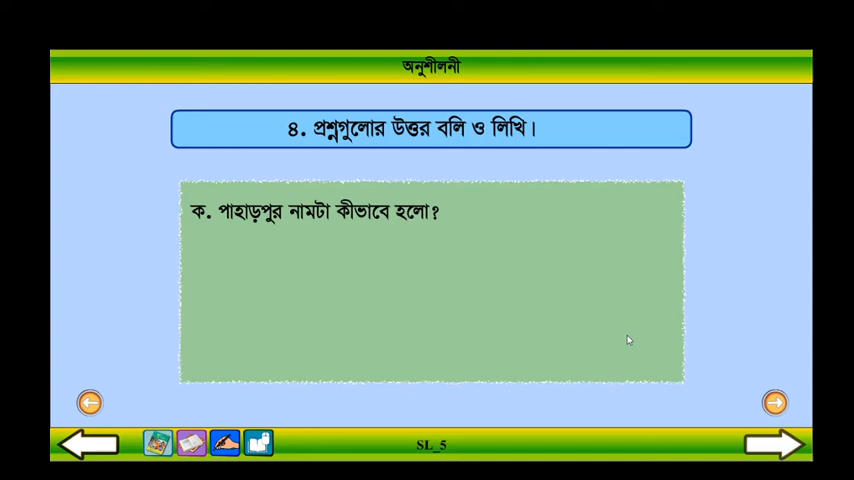 অনুশীলনী
৪. প্রশ্নগুলোর উত্তর বলি ও লিখি।
ক. পাহাড়পুর নামটা কীভাবে হলো?
SL_5